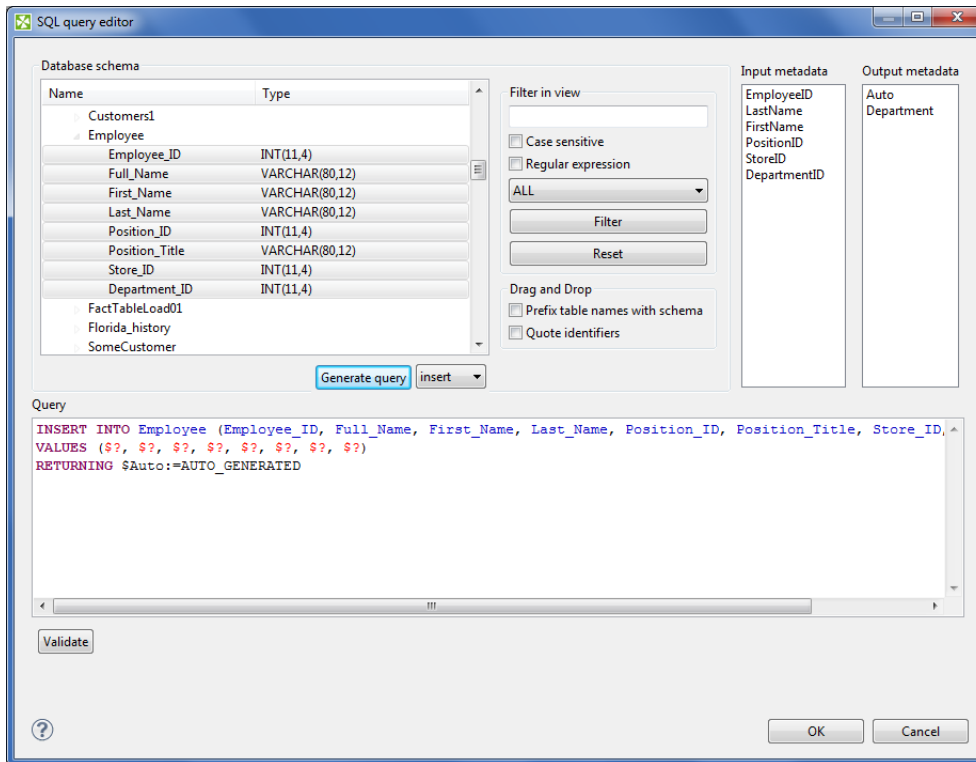 SQL query editor
Database schema
Name Type
Customers1
Employee
Employee_ID INT(11,4)
Full_Name VARCHAR(80,12)
First_Name VARCHAR(80,12)
Last_Name VARCHAR(80,12)
Position_ID INT(11,4)
Position_Title VARCHAR(80,12)
Store_ID INT(11,4)
Department_ID INT(11,4)
FactTableLoad01
Florida_history
SomeCustomer
Generate query insert
Filter in view
Case sensitive
Regular expression
ALL
Filter
Reset
Drag and Drop
Prefix table names with schema
Quote identifiers
Input metadata
EmployeeID
LastName
FirstName
PositionID
StoreID
DepartmentID
Output metadata
Auto
Department
Query
INSERT INTO Employee (Employee_ID, Full_Name, First_Name, Last_Name, Position_ID, Position_Title, Store_ID,
VALUES ($?, $?, $?, $?, $?, $?, $?, $?)
RETURNING $Auto:=AUTO_GENERATED
Validate
?
OK Cancel